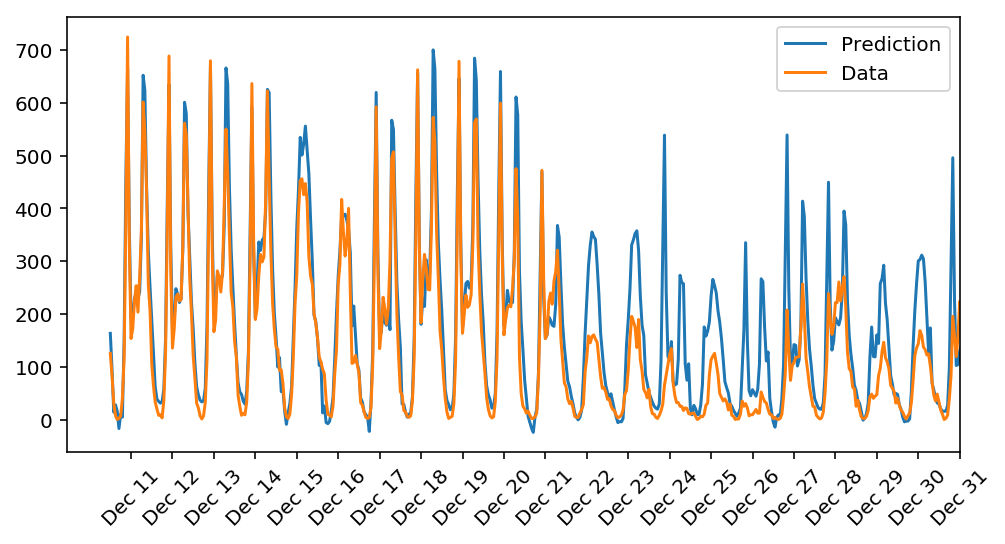 Prediction
Data
700
600
500
400
300
200
100
0
Dec 11
Dec 12
Dec 13
Dec 14
Dec 15
Dec 16
Dec 17
Dec 18
Dec 19
Dec 20
Dec 21
Dec 22
Dec 23
Dec 24
Dec 25
Dec 26
Dec 27
Dec 28
Dec 29
Dec 30
Dec 31